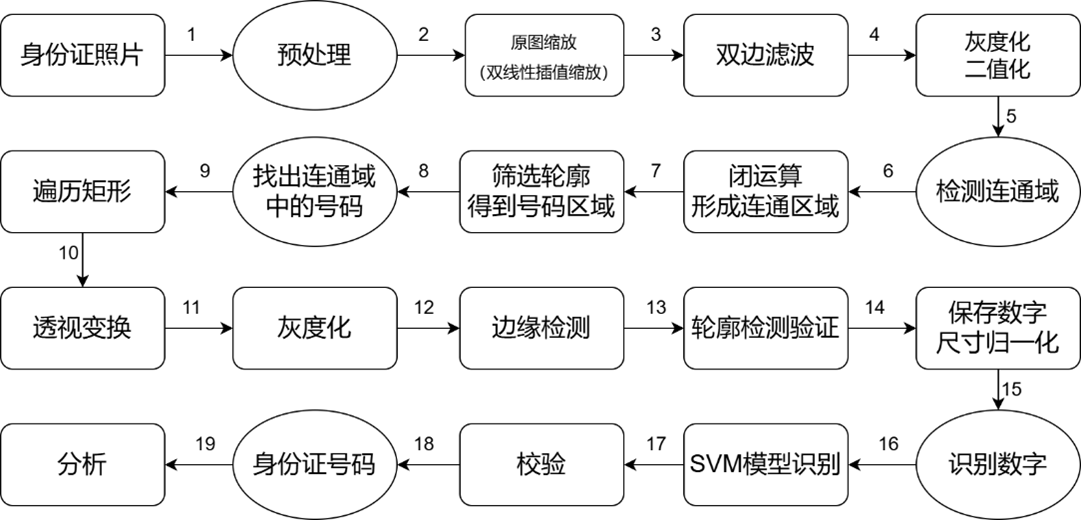 身份证照片
1
预处理
2
原图缩放
(双线性插值缩放)
3
双边滤波
4
灰度化
二值化
5
检测连通域
6
闭运算
形成连通区域
7
筛选轮廓
得到号码区域
8
找出连通域
中的号码
9
遍历矩形
10
透视变换
11
灰度化
12
边缘检测
13
轮廓检测验证
14
保存数字
尺寸归一化
15
识别数字
16
SVM模型识别
17
校验
18
身份证号码
19
分析